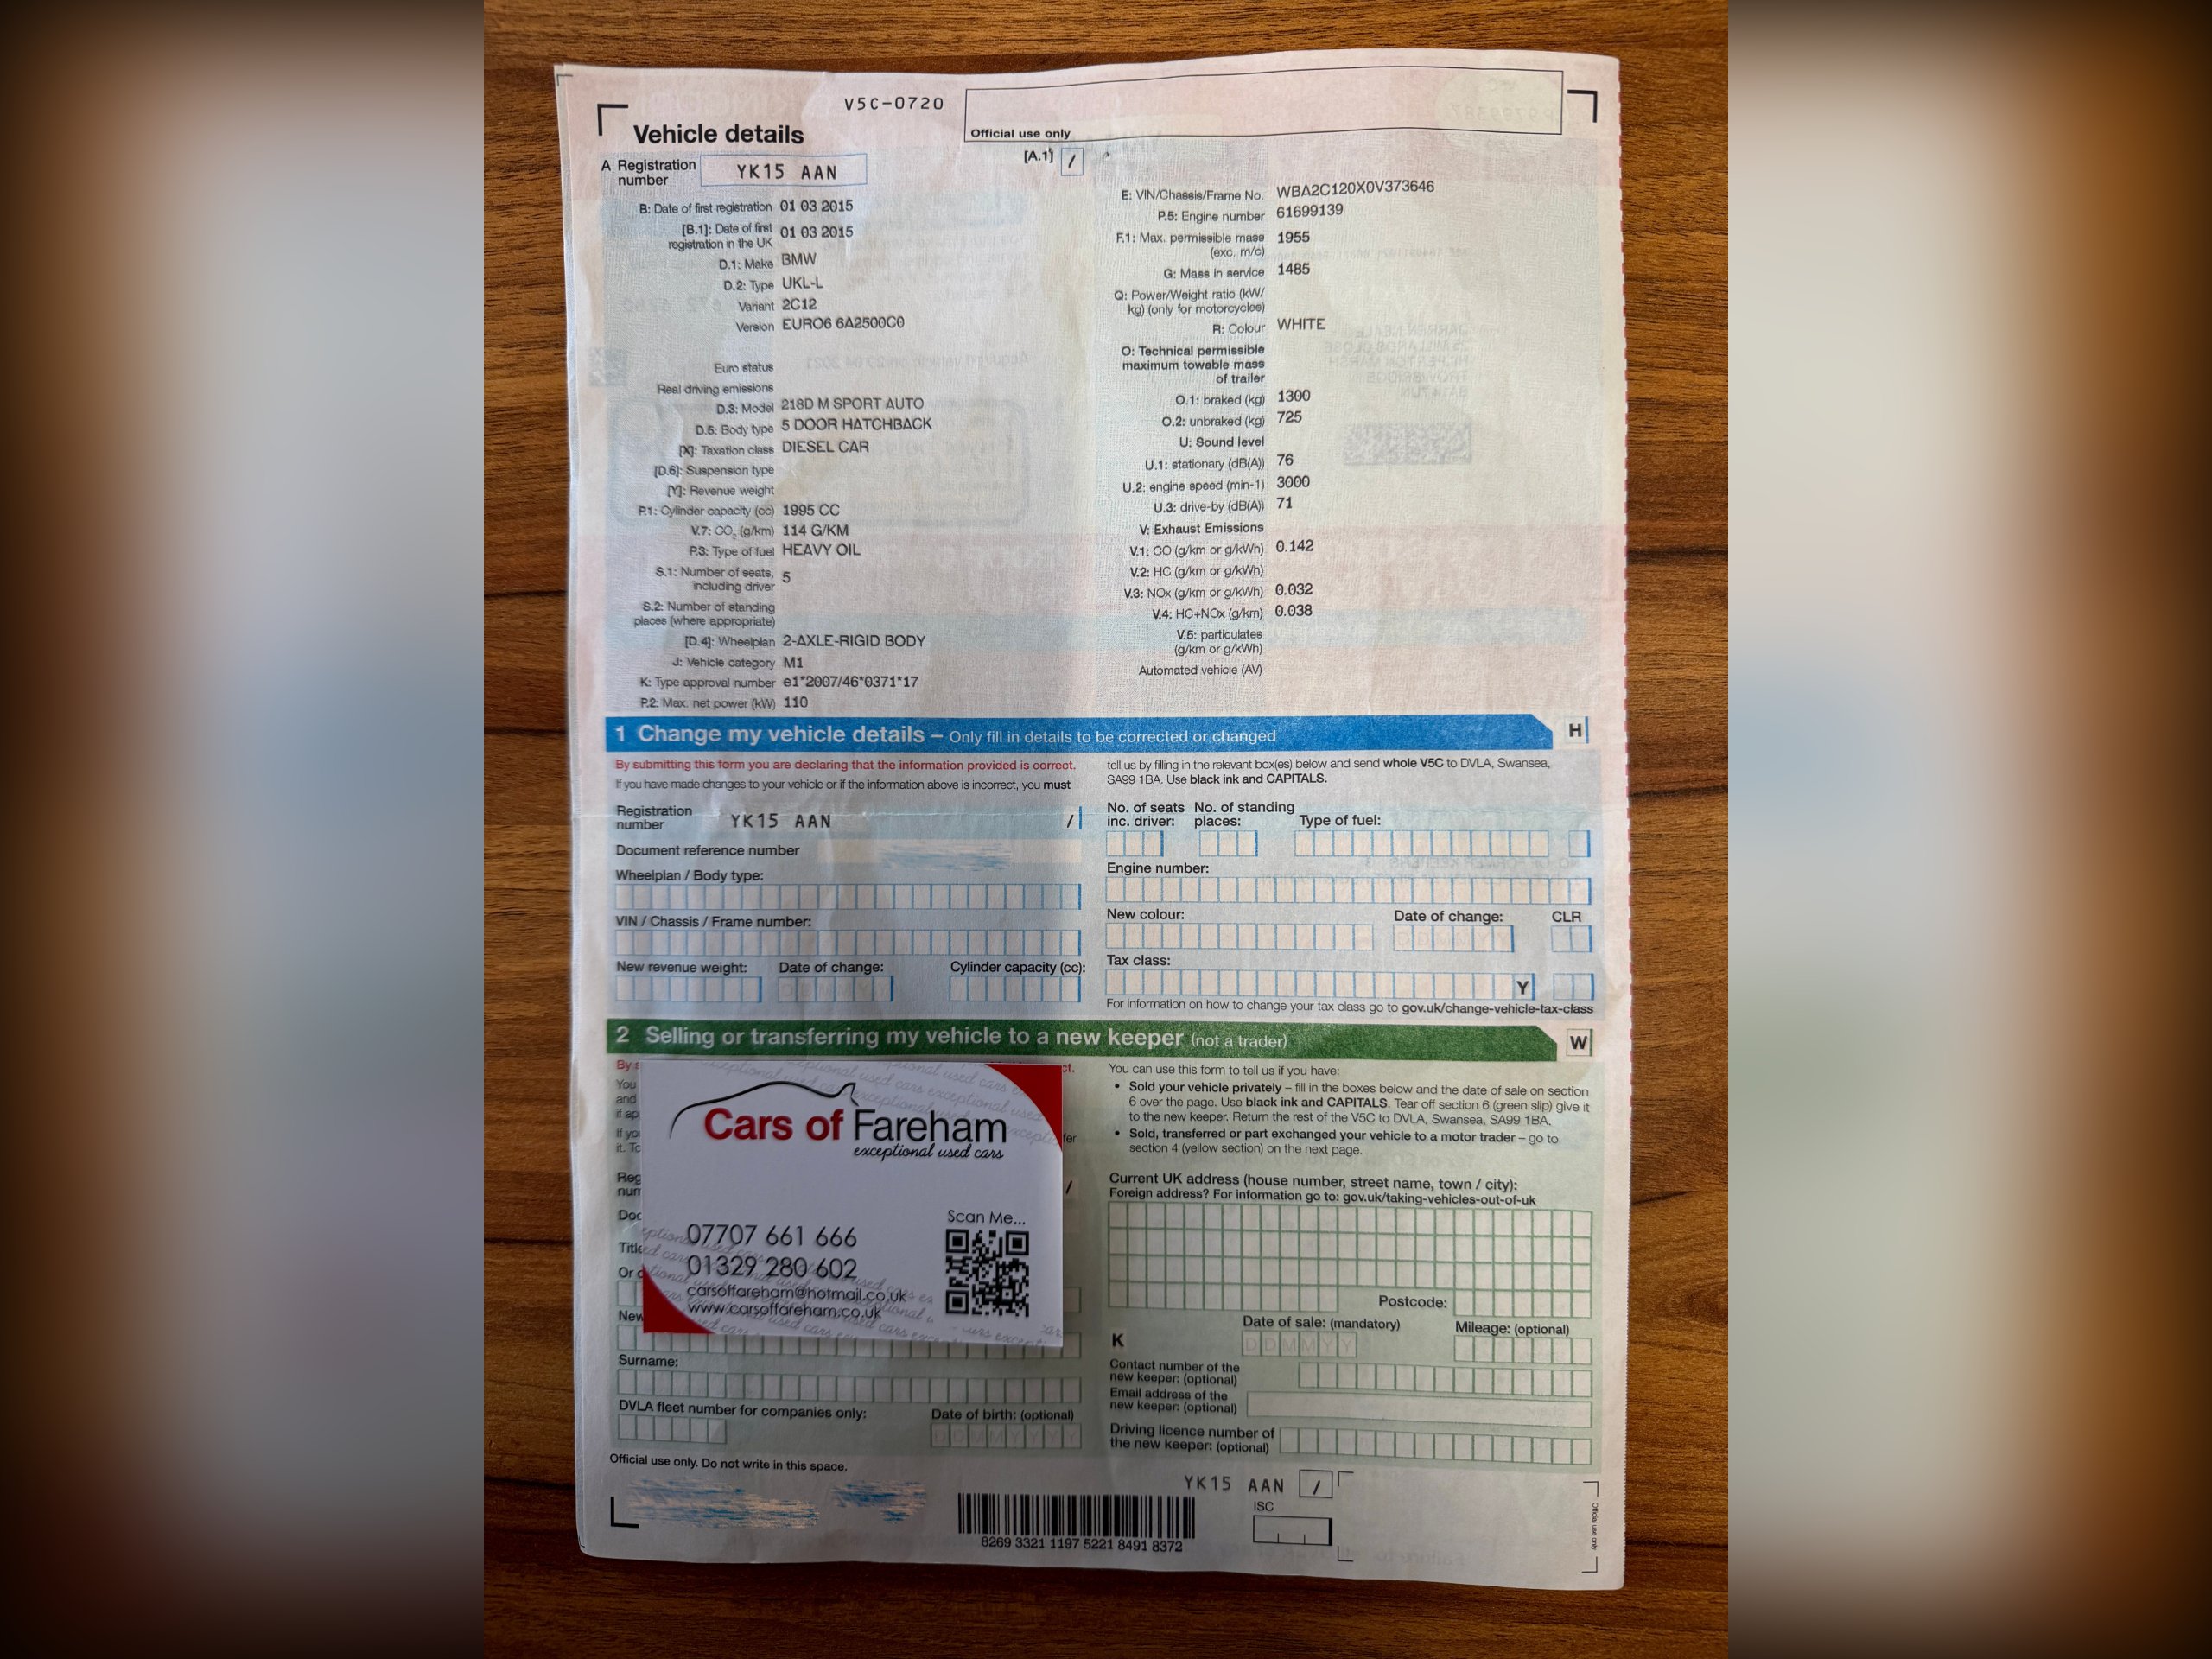 V5C-0720
Official use only
Vehicle details
A Registration number YK15 AAN
[A.1] /
B: Date of first registration 01 03 2015
[B.1]: Date of first registration in the UK 01 03 2015
D.1: Make BMW
D.2: Type UKL-L
Variant 2C12
Version EURO6 6A2500C0
Euro status
Real driving emissions
D.3: Model 218D M SPORT AUTO
D.5: Body type 5 DOOR HATCHBACK
[X]: Taxation class DIESEL CAR
[D.6]: Suspension type
[Y]: Revenue weight
P.1: Cylinder capacity (cc) 1995 CC
V.7: CO2 (g/km) 114 G/KM
P.3: Type of fuel HEAVY OIL
S.1: Number of seats, including driver 5
S.2: Number of standing places (where appropriate)
[D.4]: Wheelplan 2-AXLE-RIGID BODY
J: Vehicle category M1
K: Type approval number e1*2007/46*0371*17
P.2: Max. net power (kW) 110
E: VIN/Chassis/Frame No. WBA2C120X0V373646
P.5: Engine number 61699139
F.1: Max. permissible mass (exc. m/c) 1955
G: Mass in service 1485
Q: Power/Weight ratio (kW/kg) (only for motorcycles)
R: Colour WHITE
O: Technical permissible maximum towable mass of trailer
O.1: braked (kg) 1300
O.2: unbraked (kg) 725
U: Sound level
U.1: stationary (dB(A)) 76
U.2: engine speed (min-1) 3000
U.3: drive-by (dB(A)) 71
V: Exhaust Emissions
V.1: CO (g/km or g/kWh) 0.142
V.2: HC (g/km or g/kWh)
V.3: NOx (g/km or g/kWh) 0.032
V.4: HC+NOx (g/km) 0.038
V.5: particulates (g/km or g/kWh)
Automated vehicle (AV)
1 Change my vehicle details – Only fill in details to be corrected or changed
H
By submitting this form you are declaring that the information provided is correct.
If you have made changes to your vehicle or if the information above is incorrect, you must
tell us by filling in the relevant box(es) below and send whole V5C to DVLA, Swansea,
SA99 1BA. Use black ink and CAPITALS.
Registration number YK15 AAN /
Document reference number
Wheelplan / Body type:
VIN / Chassis / Frame number:
New revenue weight: Date of change: Cylinder capacity (cc):
No. of seats inc. driver: No. of standing places: Type of fuel:
Engine number:
New colour: Date of change: CLR
Tax class:
Y
For information on how to change your tax class go to gov.uk/change-vehicle-tax-class
2 Selling or transferring my vehicle to a new keeper (not a trader)
W
You can use this form to tell us if you have:
• Sold your vehicle privately – fill in the boxes below and the date of sale on section
6 over the page. Use black ink and CAPITALS. Tear off section 6 (green slip) give it
to the new keeper. Return the rest of the V5C to DVLA, Swansea, SA99 1BA.
• Sold, transferred or part exchanged your vehicle to a motor trader – go to
section 4 (yellow section) on the next page.
Cars of Fareham
exceptional used cars
07707 661 666
01329 280 602
carsoffareham@hotmail.co.uk
www.carsoffareham.co.uk
Scan Me...
Surname:
DVLA fleet number for companies only: Date of birth: (optional)
Current UK address (house number, street name, town / city):
Foreign address? For information go to: gov.uk/taking-vehicles-out-of-uk
Postcode:
K
Date of sale: (mandatory) Mileage: (optional)
DDMMYY
Contact number of the new keeper: (optional)
Email address of the new keeper: (optional)
Driving licence number of the new keeper: (optional)
Official use only. Do not write in this space.
YK15 AAN /
ISC
8269 3321 1197 5221 8491 8372
Official use only